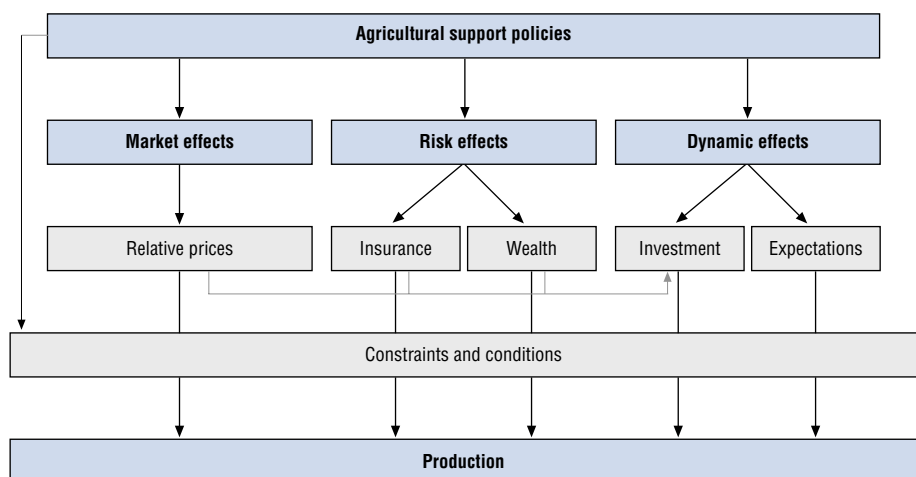 Agricultural support policies
Market effects
Risk effects
Dynamic effects
Relative prices
Insurance
Wealth
Investment
Expectations
Constraints and conditions
Production